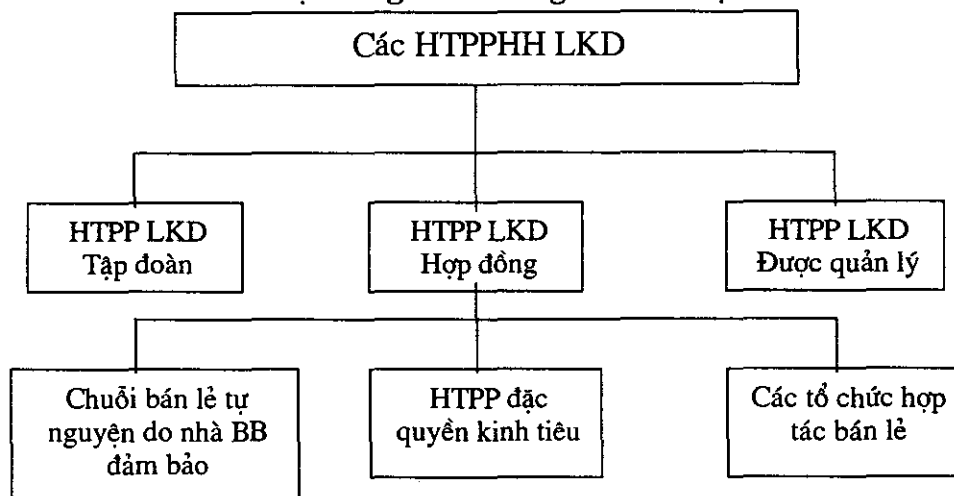 Các HTPPHH LKD
HTPP LKD
Tập đoàn
HTPP LKD
Hợp đồng
HTPP LKD
Được quản lý
Chuỗi bán lẻ tự
nguyện do nhà BB
đảm bảo
HTPP đặc
quyền kinh tiêu
Các tổ chức hợp
tác bán lẻ